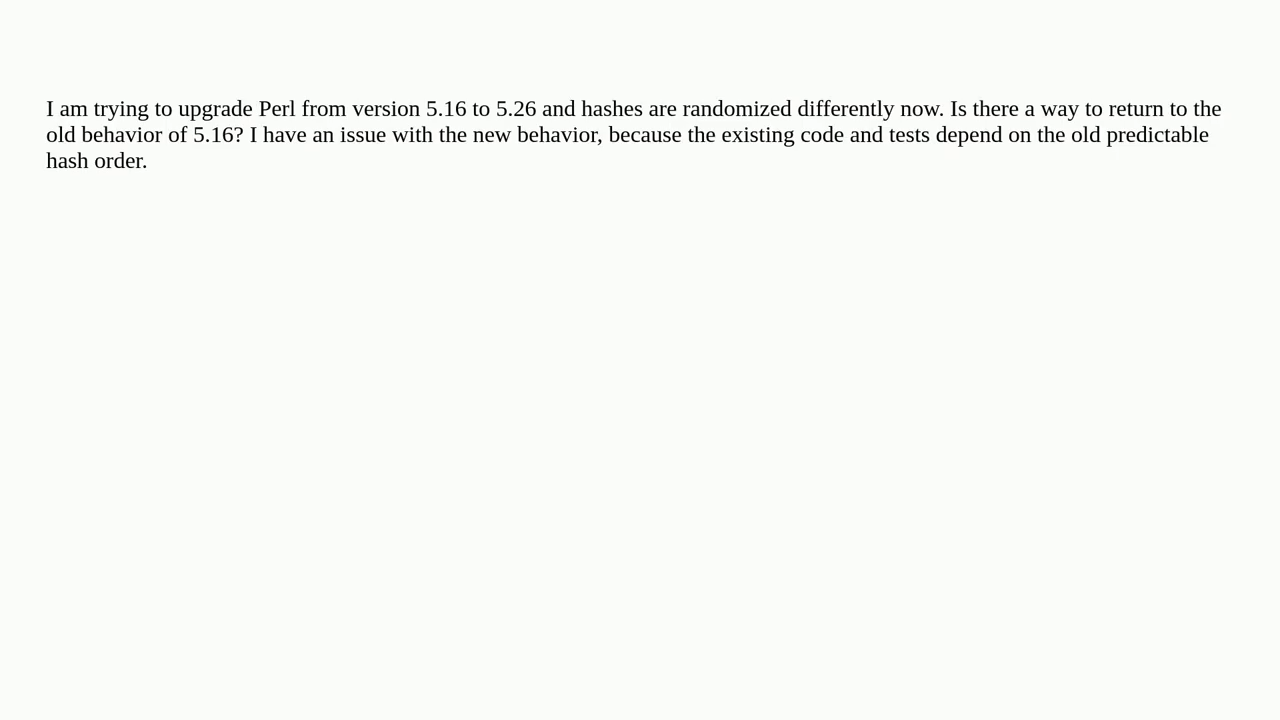 I am trying to upgrade Perl from version 5.16 to 5.26 and hashes are randomized differently now. Is there a way to return to the
old behavior of 5.16? I have an issue with the new behavior, because the existing code and tests depend on the old predictable
hash order.